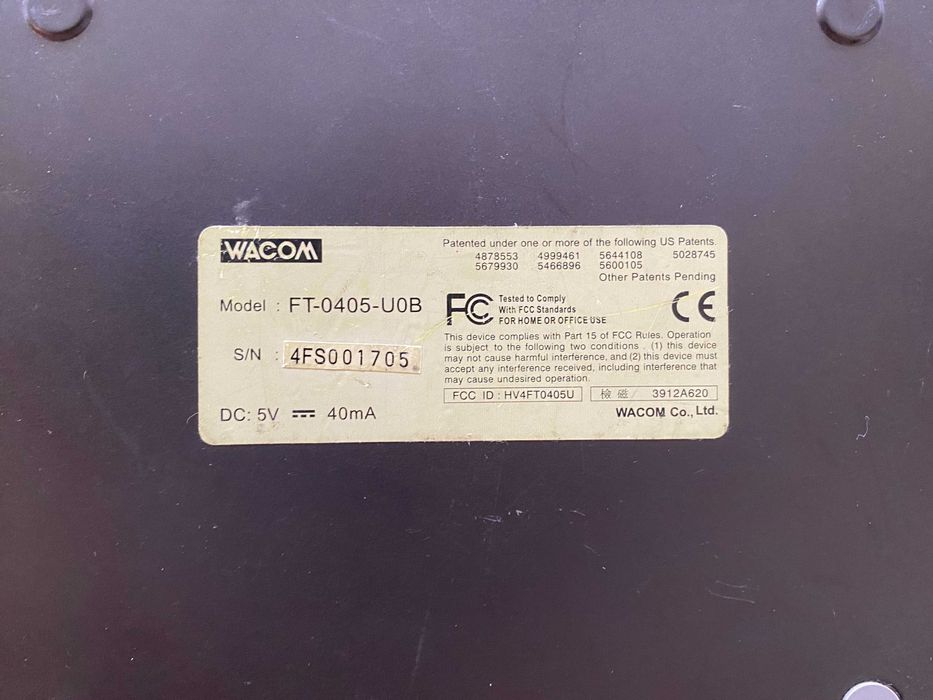 WACOM
Model : FT-0405-U0B
S/N : 4FS001705
DC: 5V ⎓ 40mA
Patented under one or more of the following US Patents.
4878553 4999461 5644108 5028745
5679930 5466896 5600105
Other Patents Pending
FC Tested to Comply
With FCC Standards
FOR HOME OR OFFICE USE
CE
This device complies with Part 15 of FCC Rules. Operation
is subject to the following two conditions . (1) this device
may not cause harmful interference, and (2) this device must
accept any interference received, including interference that
may cause undesired operation.
FCC ID : HV4FT0405U
檢 磁 / 3912A620
WACOM Co., Ltd.